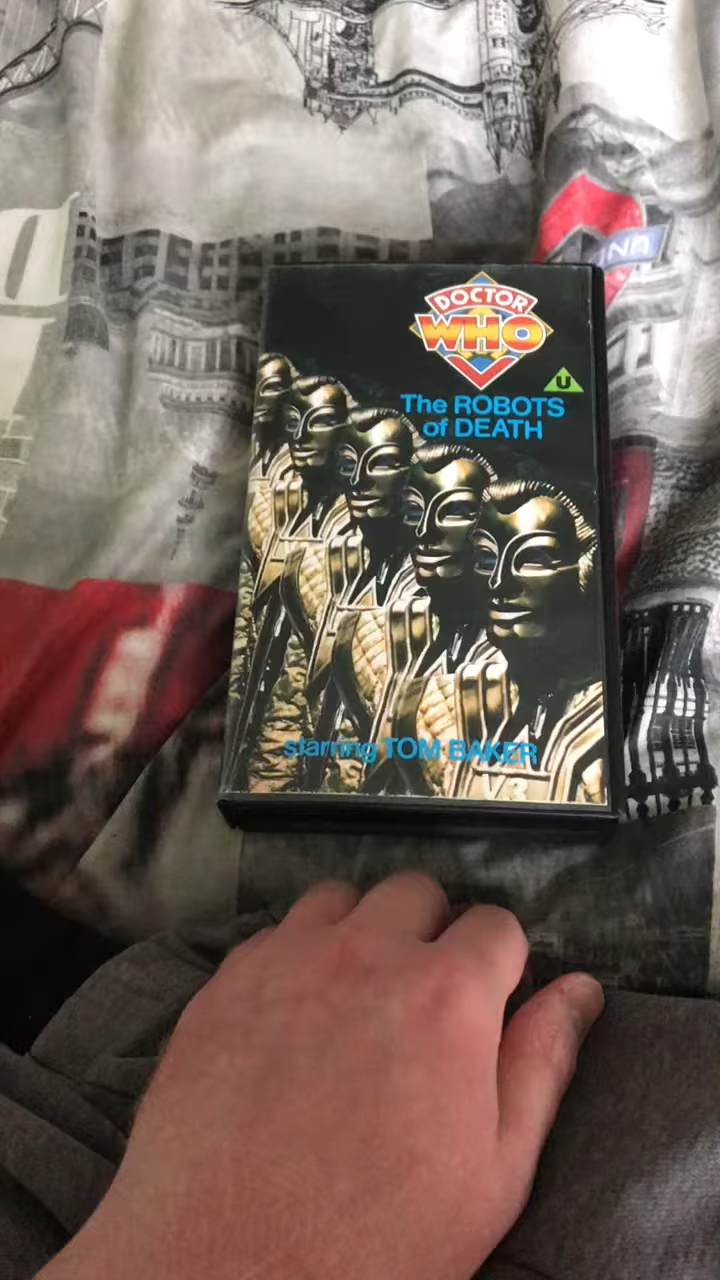 DOCTOR
WHO
U
The ROBOTS
of DEATH
starring TOM BAKER